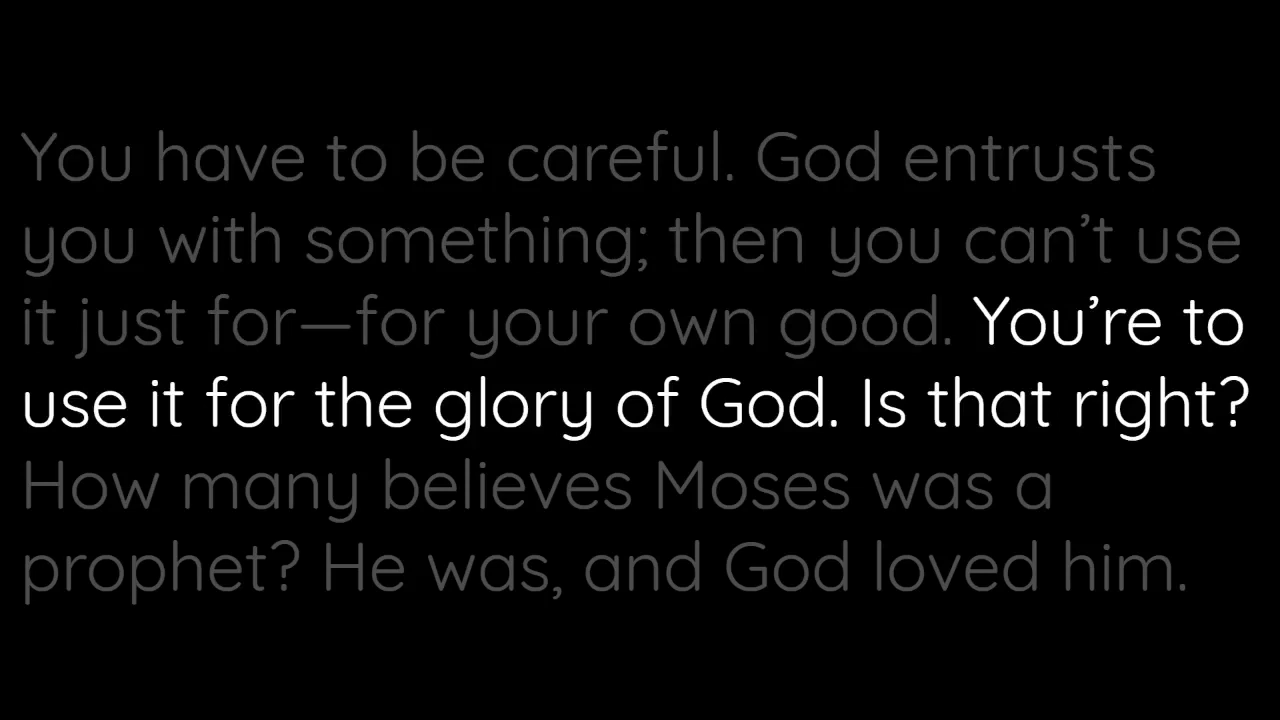 You have to be careful. God entrusts
you with something; then you can’t use
it just for—for your own good. You’re to
use it for the glory of God. Is that right?
How many believes Moses was a
prophet? He was, and God loved him.